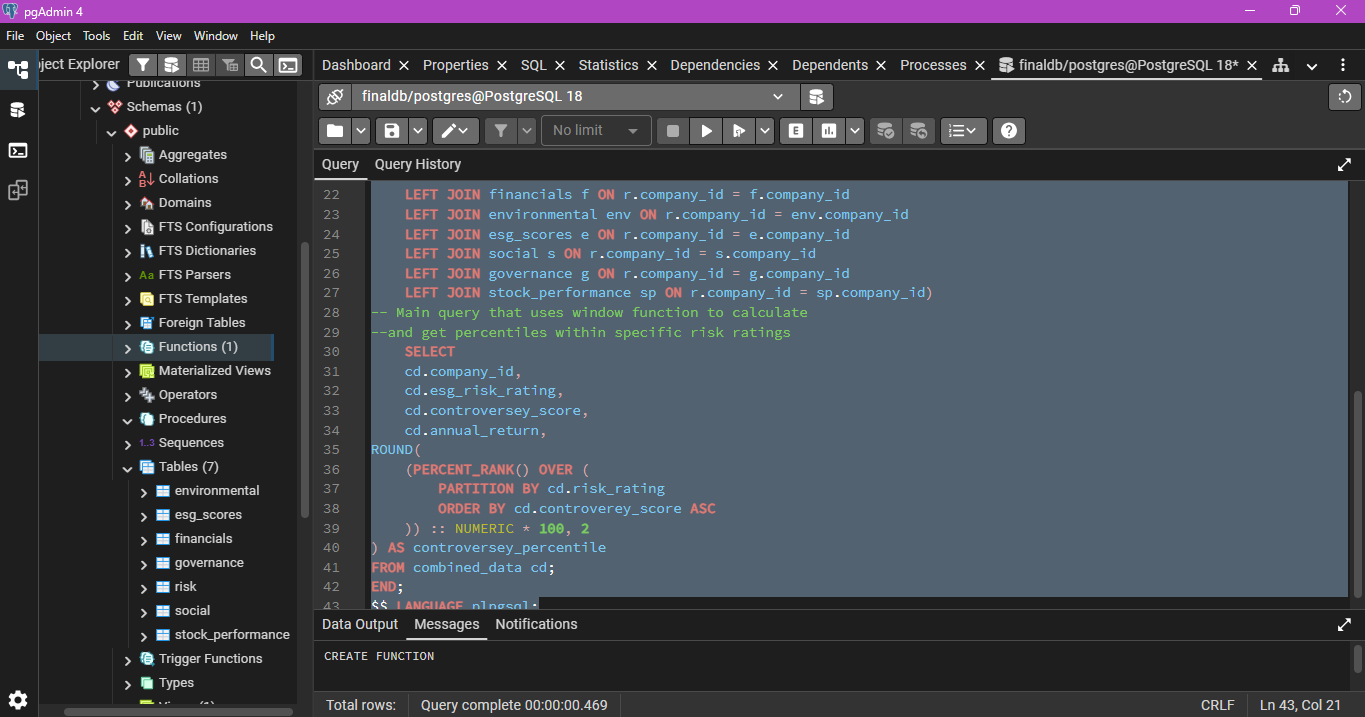 pgAdmin 4
File Object Tools Edit View Window Help
ject Explorer
Publications
Schemas (1)
public
Aggregates
Collations
Domains
FTS Configurations
FTS Dictionaries
Aa FTS Parsers
FTS Templates
Foreign Tables
Functions (1)
Materialized Views
Operators
Procedures
1..3 Sequences
Tables (7)
environmental
esg_scores
financials
governance
risk
social
stock_performance
Trigger Functions
Types
Dashboard Properties SQL Statistics Dependencies Dependents Processes finaldb/postgres@PostgreSQL 18*
finaldb/postgres@PostgreSQL 18
No limit
E
Query Query History
22 LEFT JOIN financials f ON r.company_id = f.company_id
23 LEFT JOIN environmental env ON r.company_id = env.company_id
24 LEFT JOIN esg_scores e ON r.company_id = e.company_id
25 LEFT JOIN social s ON r.company_id = s.company_id
26 LEFT JOIN governance g ON r.company_id = g.company_id
27 LEFT JOIN stock_performance sp ON r.company_id = sp.company_id)
28 -- Main query that uses window function to calculate
29 --and get percentiles within specific risk ratings
30 SELECT
31 cd.company_id,
32 cd.esg_risk_rating,
33 cd.controversey_score,
34 cd.annual_return,
35 ROUND(
36 (PERCENT_RANK() OVER (
37 PARTITION BY cd.risk_rating
38 ORDER BY cd.controverey_score ASC
39 )) :: NUMERIC * 100, 2
40 ) AS controversey_percentile
41 FROM combined_data cd;
42 END;
43 $$ LANGUAGE plpgsql;
Data Output Messages Notifications
CREATE FUNCTION
Total rows: Query complete 00:00:00.469 CRLF Ln 43, Col 21